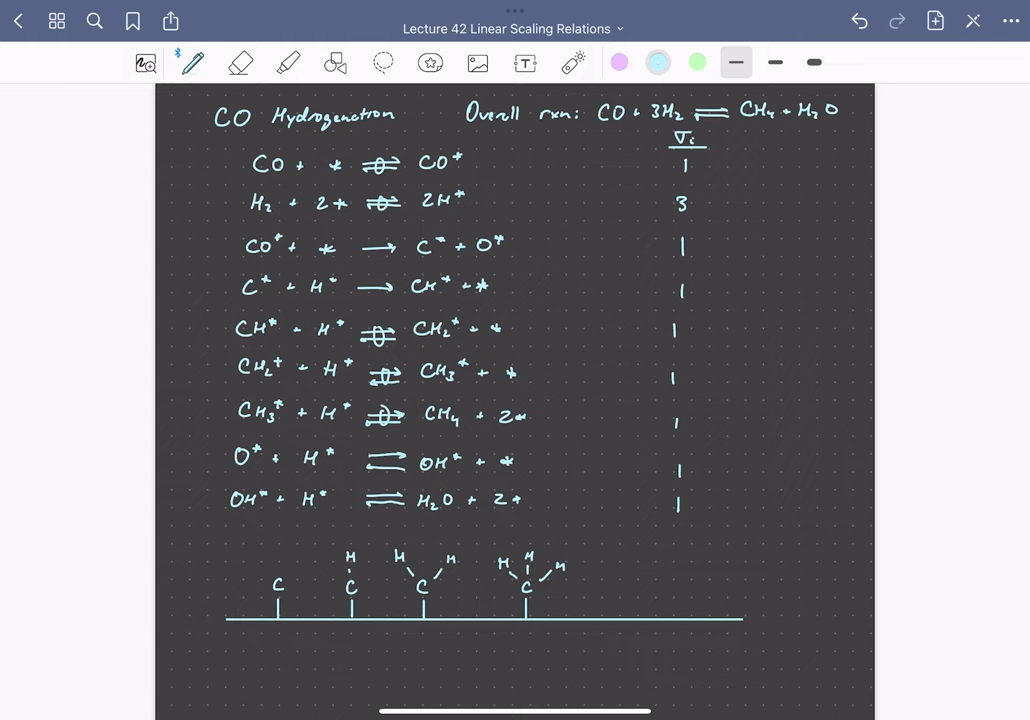 Lecture 42 Linear Scaling Relations
CO Hydrogenation Overall rxn: CO + 3H₂ ⇌ CH₄ + H₂O
σᵢ
CO + * ⇌ CO* 1
H₂ + 2* ⇌ 2H* 3
CO* + * → C* + O* 1
C* + H* → CH* + * 1
CH* + H* ⇌ CH₂* + * 1
CH₂* + H* ⇌ CH₃* + * 1
CH₃* + H* ⇌ CH₄ + 2* 1
O* + H* ⇌ OH* + * 1
OH* + H* ⇌ H₂O + 2* 1
H H H H H H
C C C C